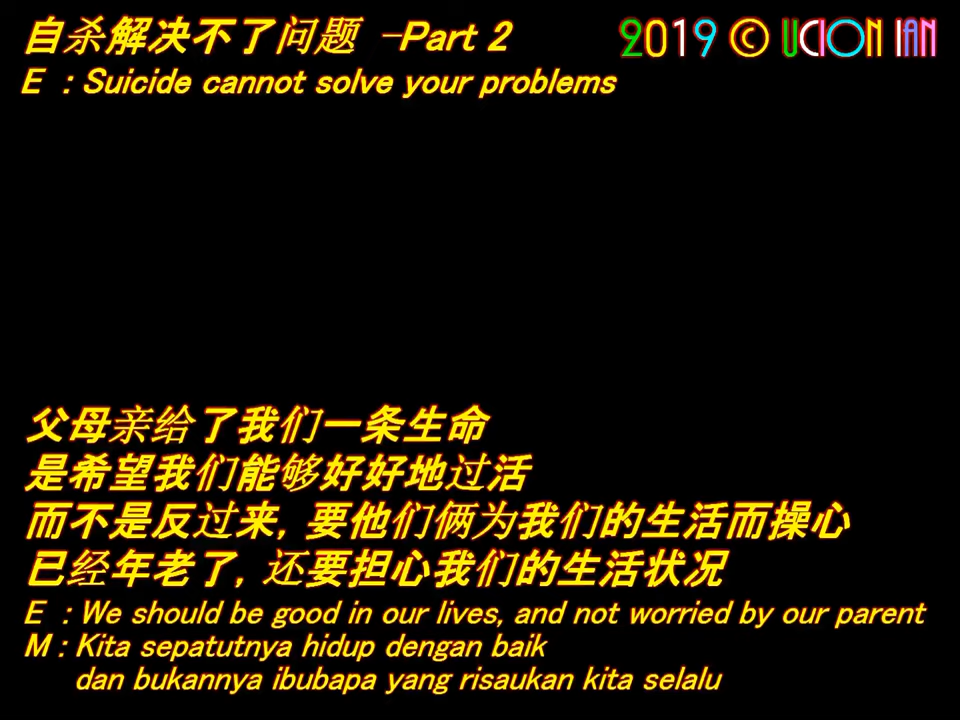 自杀解决不了问题 -Part 2
2019 © UCION IAN
E : Suicide cannot solve your problems
父母亲给了我们一条生命
是希望我们能够好好地过活
而不是反过来，要他们俩为我们的生活而操心
已经年老了，还要担心我们的生活状况
E : We should be good in our lives, and not worried by our parent
M : Kita sepatutnya hidup dengan baik
dan bukannya ibubapa yang risaukan kita selalu